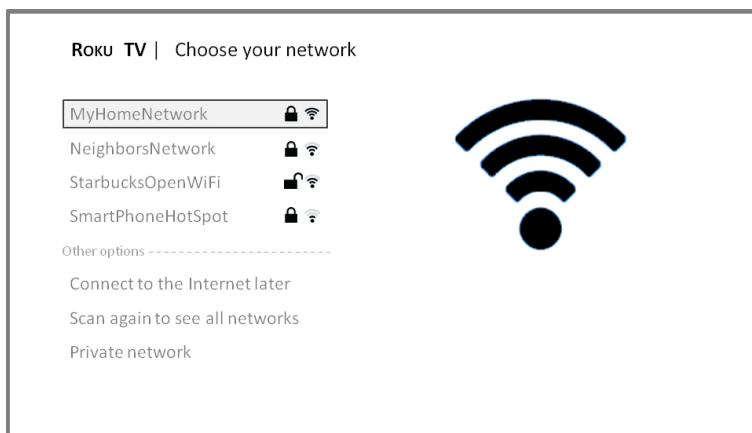 ROKU TV | Choose your network
MyHomeNetwork
NeighborsNetwork
StarbucksOpenWiFi
SmartPhoneHotSpot
Other options ------------------------
Connect to the Internet later
Scan again to see all networks
Private network